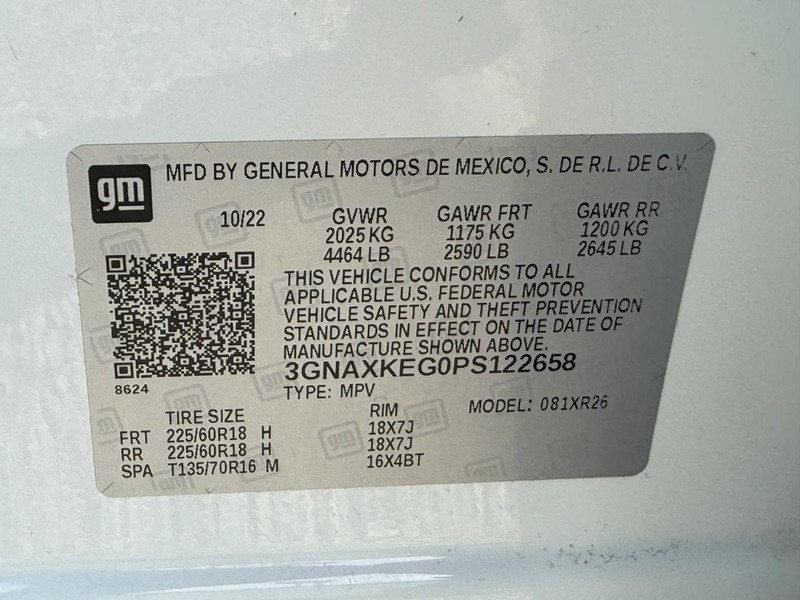 gm MFD BY GENERAL MOTORS DE MEXICO, S. DE R.L. DE C.V.
10/22 GVWR GAWR FRT GAWR RR
2025 KG 1175 KG 1200 KG
4464 LB 2590 LB 2645 LB
THIS VEHICLE CONFORMS TO ALL
APPLICABLE U.S. FEDERAL MOTOR
VEHICLE SAFETY AND THEFT PREVENTION
STANDARDS IN EFFECT ON THE DATE OF
MANUFACTURE SHOWN ABOVE.
3GNAXKEG0PS122658
8624
TYPE: MPV
MODEL: 081XR26
TIRE SIZE RIM
FRT 225/60R18 H 18X7J
RR 225/60R18 H 18X7J
SPA T135/70R16 M 16X4BT